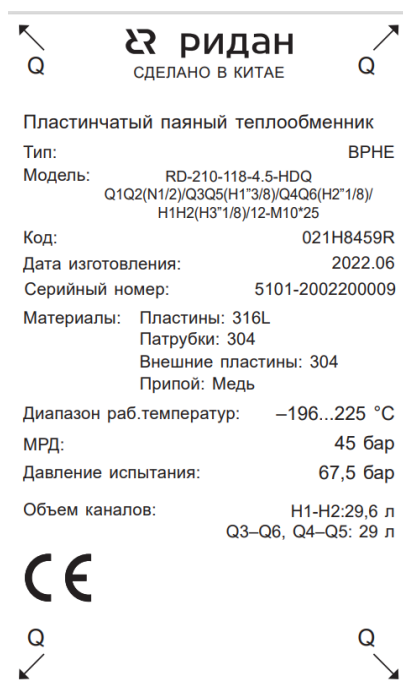 Q ридан Q
СДЕЛАНО В КИТАЕ
Пластинчатый паяный теплообменник
Тип: BPHE
Модель: RD-210-118-4.5-HDQ
Q1Q2(N1/2)/Q3Q5(H1"3/8)/Q4Q6(H2"1/8)/
H1H2(H3"1/8)/12-M10*25
Код: 021H8459R
Дата изготовления: 2022.06
Серийный номер: 5101-2002200009
Материалы: Пластины: 316L
Патрубки: 304
Внешние пластины: 304
Припой: Медь
Диапазон раб.температур: –196...225 °C
МРД: 45 бар
Давление испытания: 67,5 бар
Объем каналов: H1-H2:29,6 л
Q3–Q6, Q4–Q5: 29 л
CE
Q Q